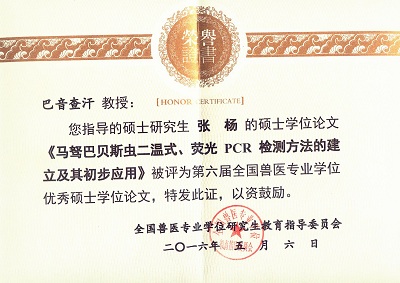 榮譽
證書
巴音查汗 教授：
[HONOR CERTIFICATE]
您指导的硕士研究生 张 杨 的硕士学位论文
《马驽巴贝斯虫二温式、荧光 PCR 检测方法的建
立及其初步应用》被评为第六届全国兽医专业学位
优秀硕士学位论文，特发此证，以资鼓励。
全国兽医专业学位研究生教育指导委员会
二〇一六年 五 月 六 日